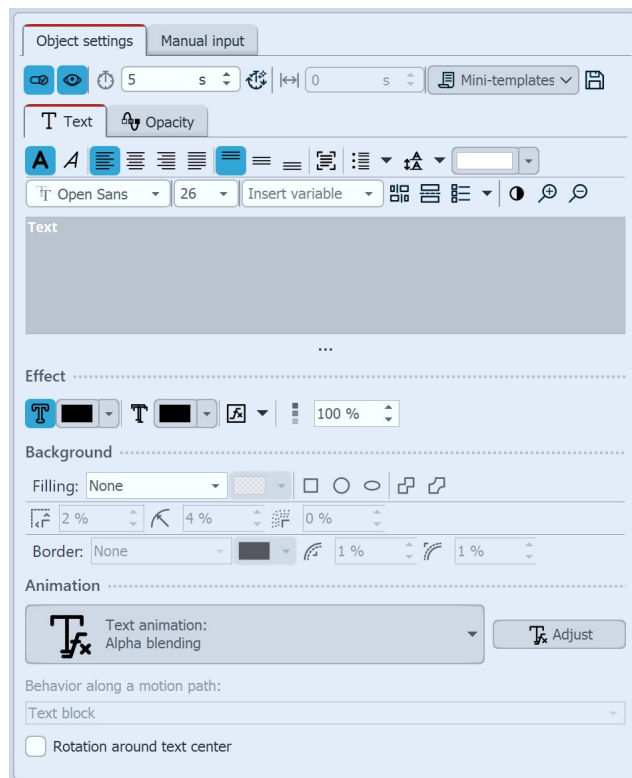 Object settings Manual input
5 s 0 s Mini-templates
T Text Opacity
A A
Open Sans 26 Insert variable
Text
...
Effect
100 %
Background
Filling: None
2 % 4 % 0 %
Border: None 1 % 1 %
Animation
Text animation:
Alpha blending
Adjust
Behavior along a motion path:
Text block
Rotation around text center